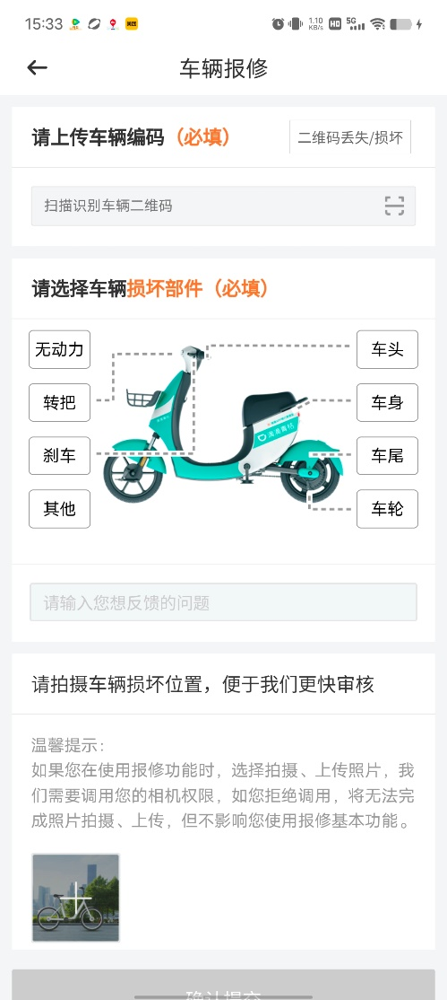 15:33
1.10 KB/s HD 5G
车辆报修
请上传车辆编码（必填）
二维码丢失/损坏
扫描识别车辆二维码
请选择车辆损坏部件（必填）
无动力
车头
转把
车身
刹车
车尾
其他
车轮
请输入您想反馈的问题
请拍摄车辆损坏位置，便于我们更快审核
温馨提示：
如果您在使用报修功能时，选择拍摄、上传照片，我
们需要调用您的相机权限，如您拒绝调用，将无法完
成照片拍摄、上传，但不影响您使用报修基本功能。
确认提交